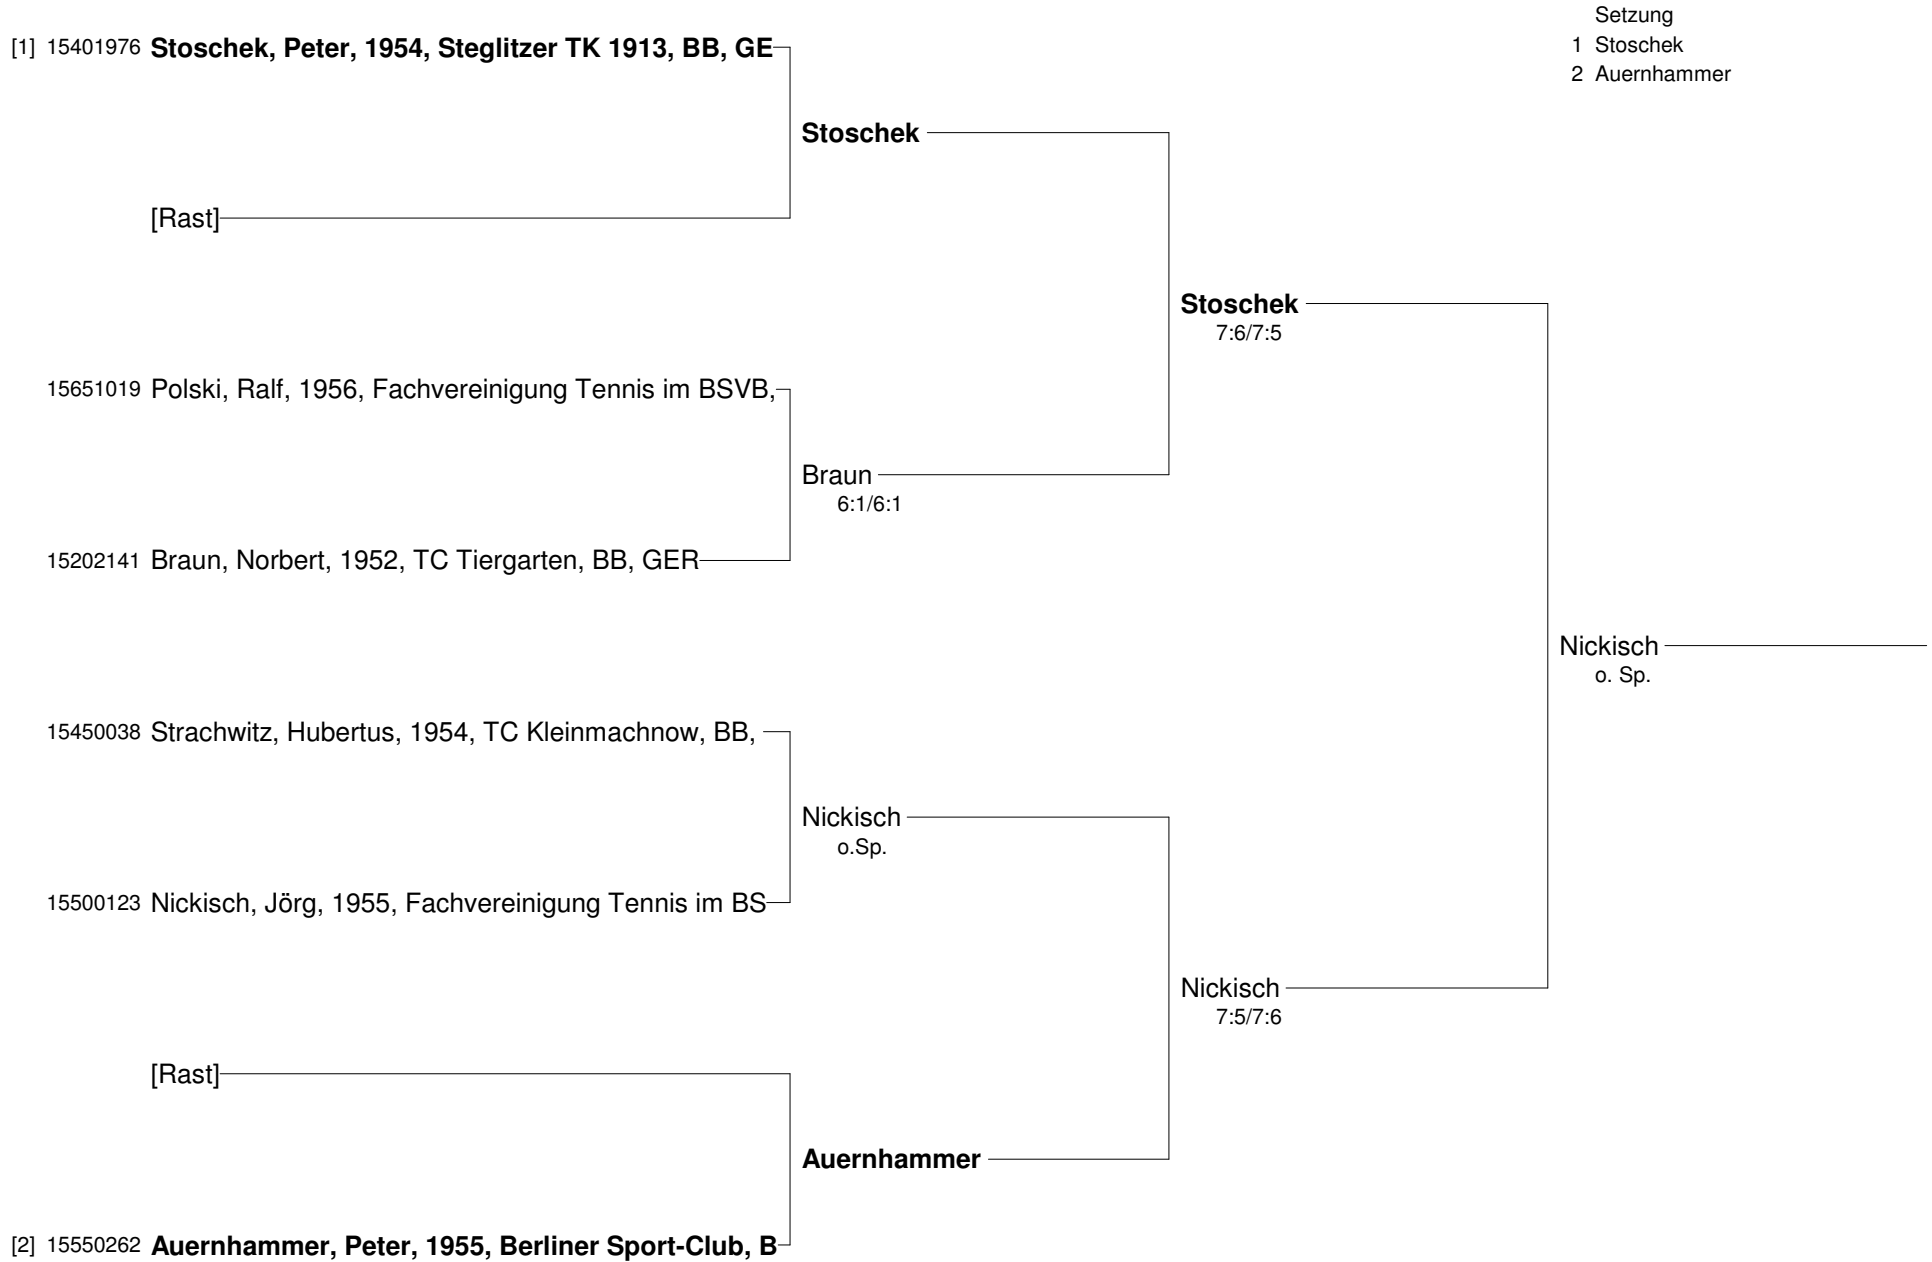 Setzung
1 Stoschek
2 Auernhammer
[1] 15401976 Stoschek, Peter, 1954, Steglitzer TK 1913, BB, GE
Stoschek
[Rast]
Stoschek
7:6/7:5
15651019 Polski, Ralf, 1956, Fachvereinigung Tennis im BSVB,
Braun
6:1/6:1
15202141 Braun, Norbert, 1952, TC Tiergarten, BB, GER
Nickisch
o. Sp.
15450038 Strachwitz, Hubertus, 1954, TC Kleinmachnow, BB,
Nickisch
o.Sp.
15500123 Nickisch, Jörg, 1955, Fachvereinigung Tennis im BS
Nickisch
7:5/7:6
[Rast]
Auernhammer
[2] 15550262 Auernhammer, Peter, 1955, Berliner Sport-Club, B